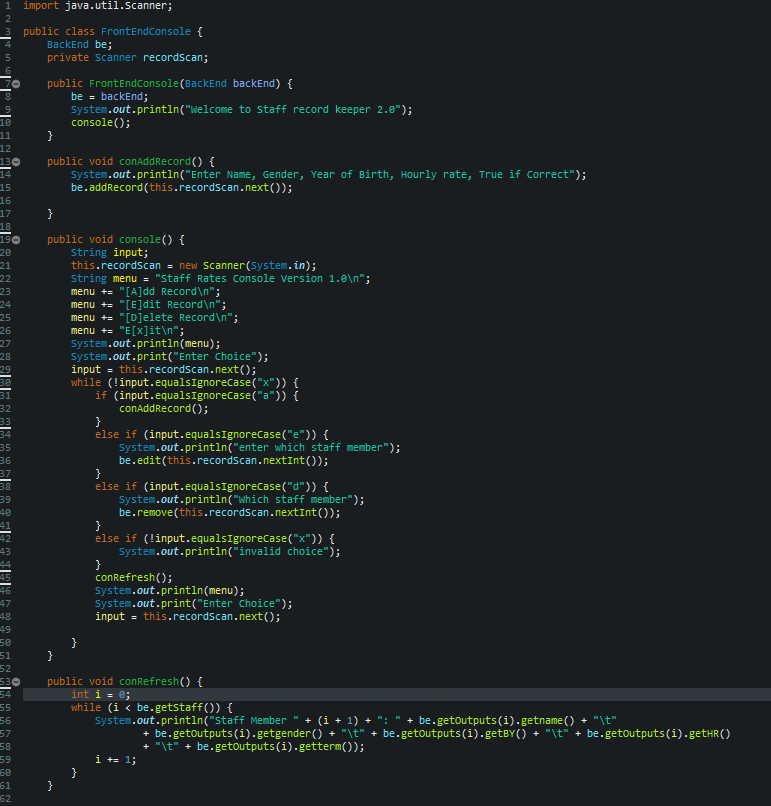 1 import java.util.Scanner;
2
3 public class FrontEndConsole {
4 BackEnd be;
5 private Scanner recordScan;
6
7 public FrontEndConsole(BackEnd backEnd) {
8 be = backEnd;
9 System.out.println("Welcome to Staff record keeper 2.0");
10 console();
11 }
12
13 public void conAddRecord() {
14 System.out.println("Enter Name, Gender, Year of Birth, Hourly rate, True if Correct");
15 be.addRecord(this.recordScan.next());
16
17 }
18
19 public void console() {
20 String input;
21 this.recordScan = new Scanner(System.in);
22 String menu = "Staff Rates Console Version 1.0\n";
23 menu += "[A]dd Record\n";
24 menu += "[E]dit Record\n";
25 menu += "[D]elete Record\n";
26 menu += "E[x]it\n";
27 System.out.println(menu);
28 System.out.print("Enter Choice");
29 input = this.recordScan.next();
30 while (!input.equalsIgnoreCase("x")) {
31 if (input.equalsIgnoreCase("a")) {
32 conAddRecord();
33 }
34 else if (input.equalsIgnoreCase("e")) {
35 System.out.println("enter which staff member");
36 be.edit(this.recordScan.nextInt());
37 }
38 else if (input.equalsIgnoreCase("d")) {
39 System.out.println("Which staff member");
40 be.remove(this.recordScan.nextInt());
41 }
42 else if (!input.equalsIgnoreCase("x")) {
43 System.out.println("invalid choice");
44 }
45 conRefresh();
46 System.out.println(menu);
47 System.out.print("Enter Choice");
48 input = this.recordScan.next();
49
50 }
51 }
52
53 public void conRefresh() {
54 int i = 0;
55 while (i < be.getStaff()) {
56 System.out.println("Staff Member " + (i + 1) + ": " + be.getOutputs(i).getname() + "\t"
57 + be.getOutputs(i).getgender() + "\t" + be.getOutputs(i).getBY() + "\t" + be.getOutputs(i).getHR()
58 + "\t" + be.getOutputs(i).getterm());
59 i += 1;
60 }
61 }
62